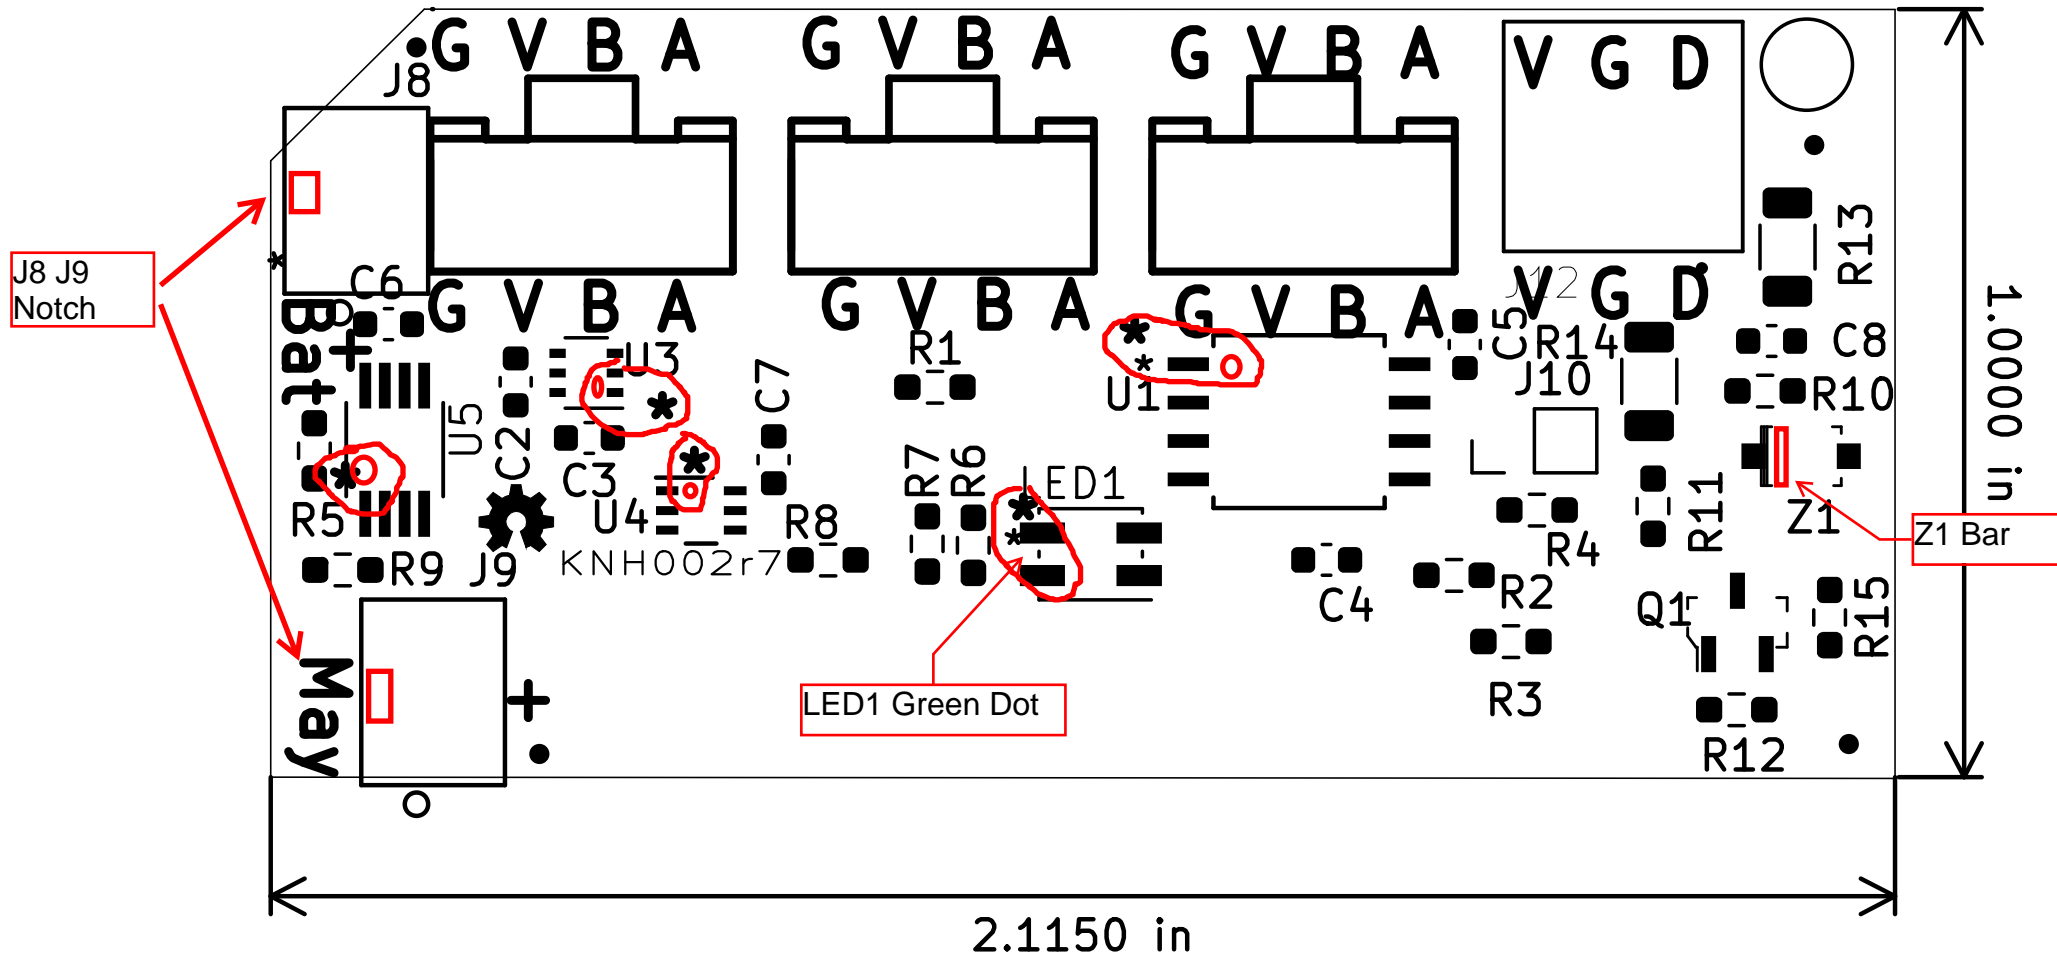 G V B A
G V B A
G V B A
V G D
J8
R13
J8 J9
Notch
*
C6
G V B A
G V B A
G V B A
V G D
J12
Bat
+
U3
*
C7
R1
*
*
U1
C5
R14
J10
C8
R10
1.0000 in
U5
C2
*
R5
C3
*
U4
R7
R6
LED1
*
*
R8
R4
R11
Z1
Z1 Bar
R9
J9
KNH002r7
C4
R2
Q1
R15
May
+
LED1 Green Dot
R3
R12
2.1150 in